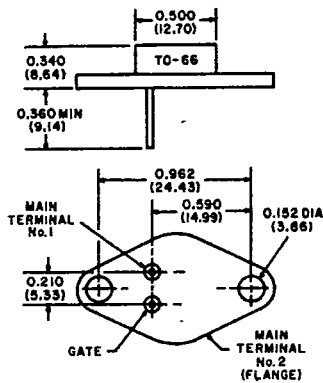 0.500
(12.70)
TO-66
0.340
(8.64)
0.360 MIN
(9.14)
0.962
(24.43)
MAIN
TERMINAL
No.1
0.590
(14.99)
0.152 DIA
(3.86)
0.210
(5.33)
GATE
MAIN
TERMINAL
No.2
(FLANGE)